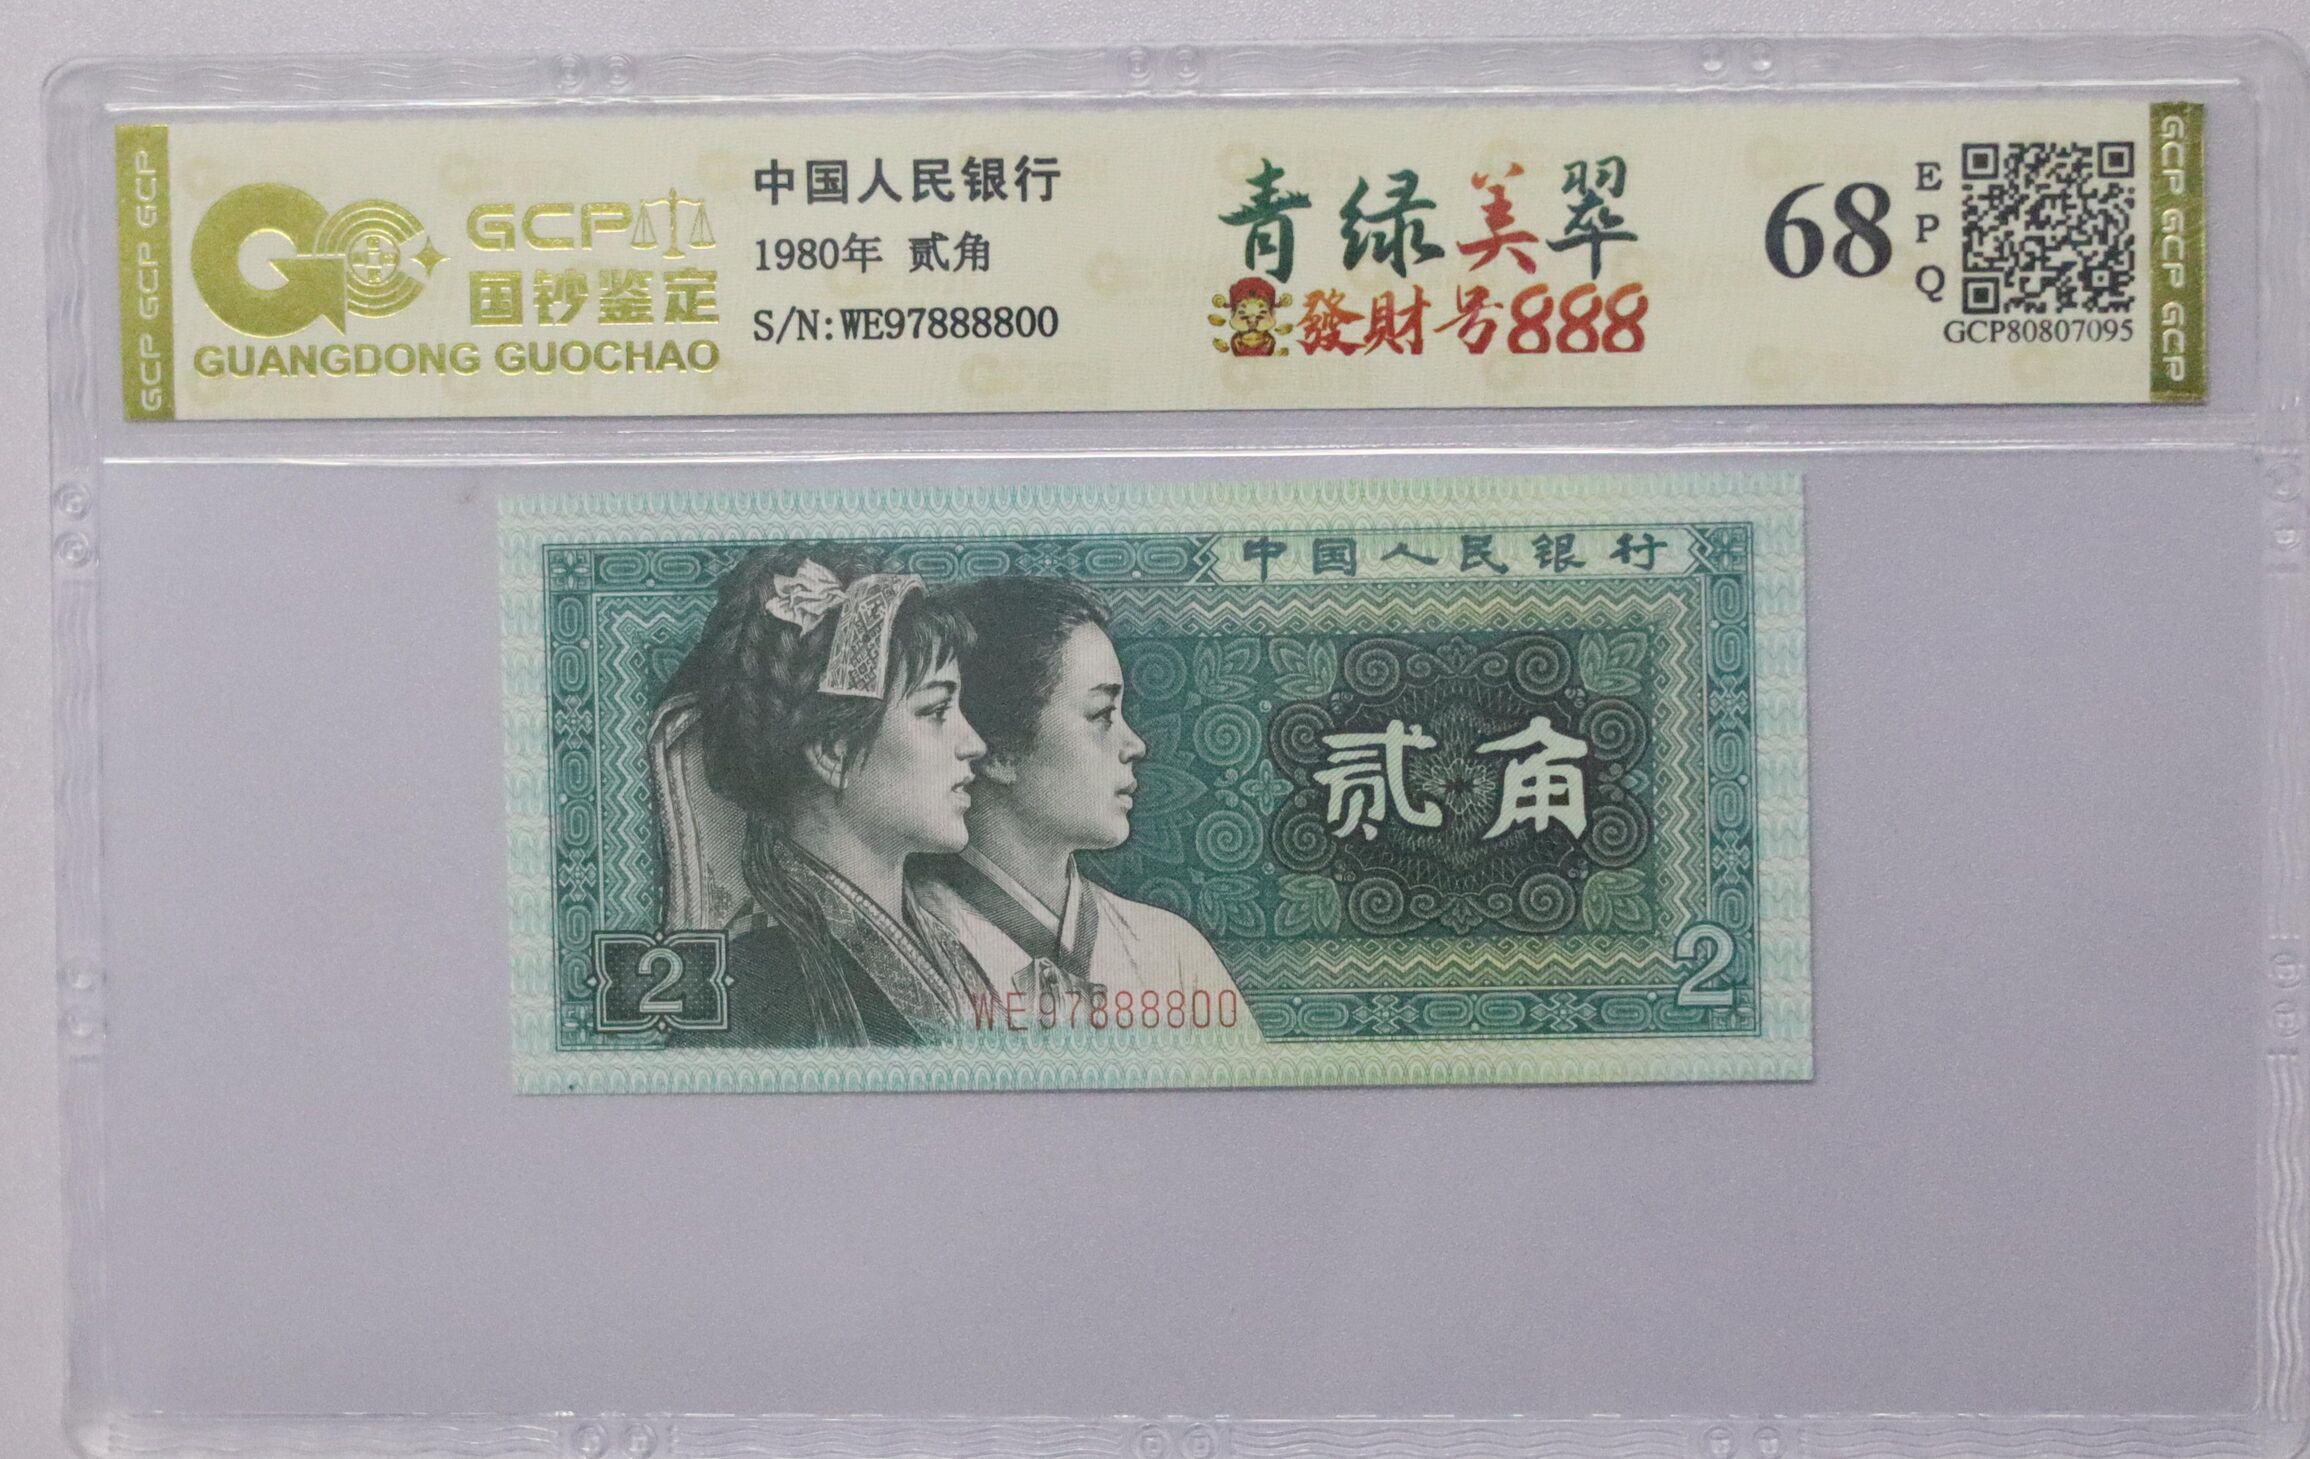 GCP GCP GCP
GCP
国钞鉴定
GUANGDONG GUOCHAO
中国人民银行
1980年 贰角
S/N:WE97888800
青绿美翠
發財号888
68
EPQ
GCP80807095
GCP GCP GCP
中国人民银行
贰角
2
2
WE97888800